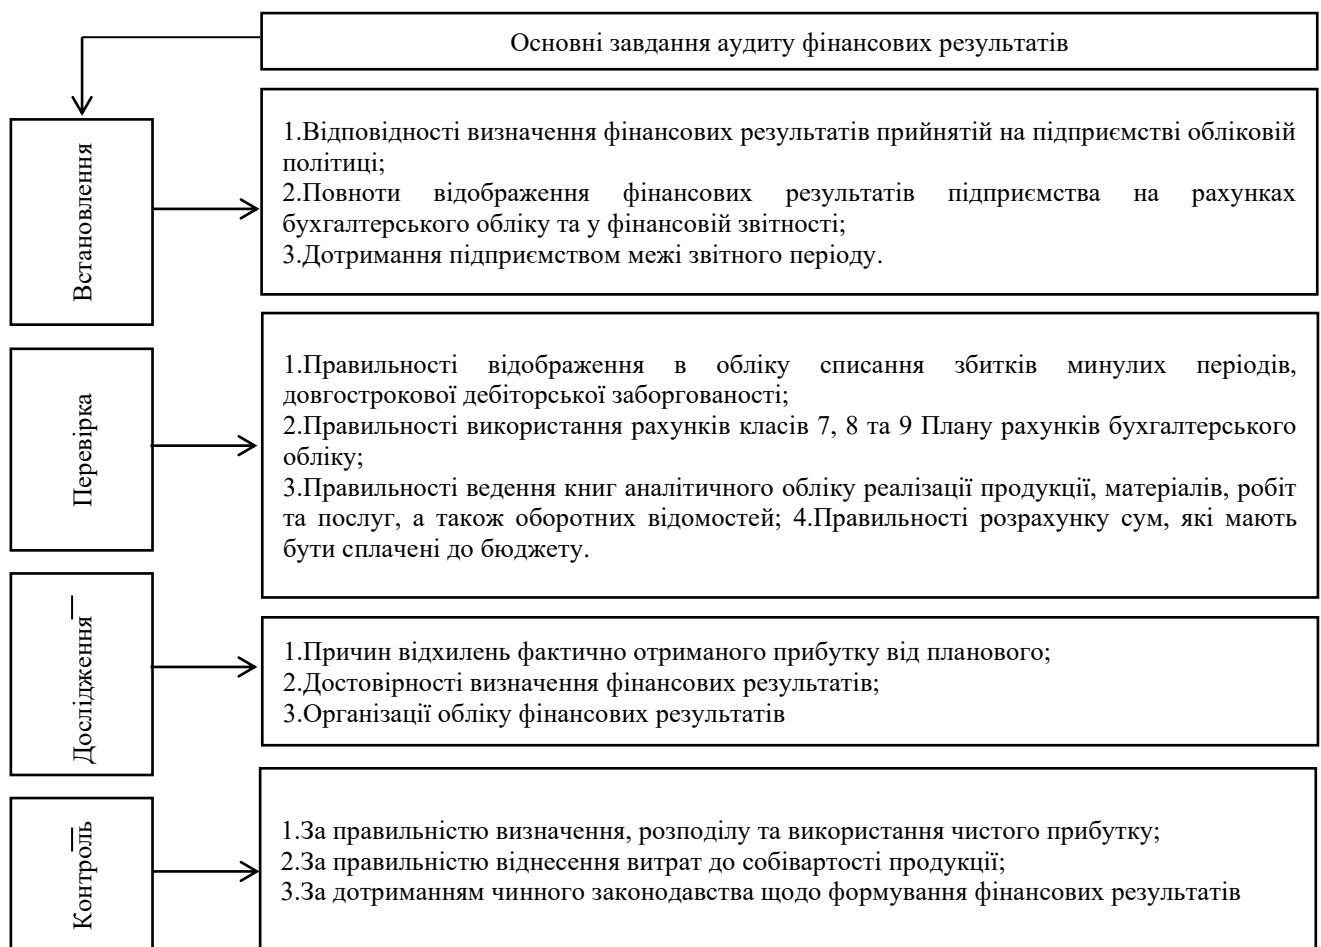 Основні завдання аудиту фінансових результатів
Встановлення
1.Відповідності визначення фінансових результатів прийнятій на підприємстві обліковій
політиці;
2.Повноти відображення фінансових результатів підприємства на рахунках
бухгалтерського обліку та у фінансовій звітності;
3.Дотримання підприємством межі звітного періоду.
Перевірка
1.Правильності відображення в обліку списання збитків минулих періодів,
довгострокової дебіторської заборгованості;
2.Правильності використання рахунків класів 7, 8 та 9 Плану рахунків бухгалтерського
обліку;
3.Правильності ведення книг аналітичного обліку реалізації продукції, матеріалів, робіт
та послуг, а також оборотних відомостей; 4.Правильності розрахунку сум, які мають
бути сплачені до бюджету.
Дослідження
1.Причин відхилень фактично отриманого прибутку від планового;
2.Достовірності визначення фінансових результатів;
3.Організації обліку фінансових результатів
Контроль
1.За правильністю визначення, розподілу та використання чистого прибутку;
2.За правильністю віднесення витрат до собівартості продукції;
3.За дотриманням чинного законодавства щодо формування фінансових результатів